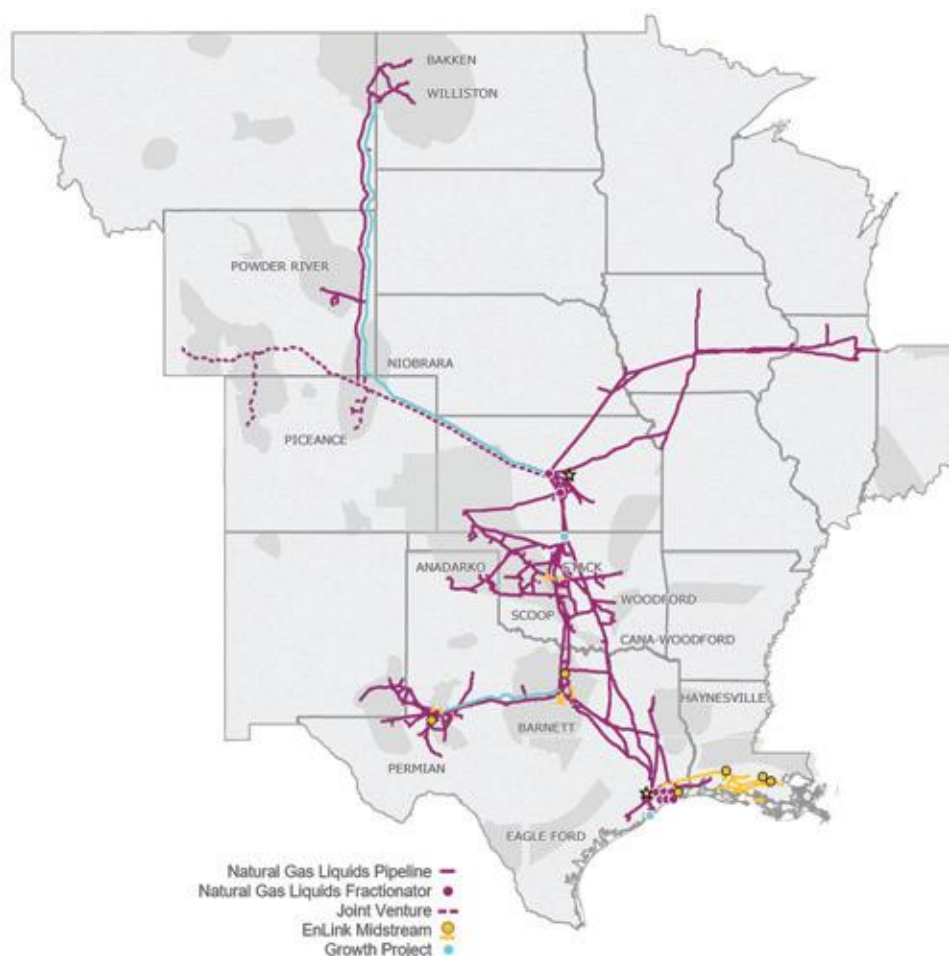 BAKKEN
WILLISTON
POWDER RIVER
NIOBRARA
PICEANCE
ANADARKO
STACK
SCOOP
WOODFORD
CANA-WOODFORD
HAYNESVILLE
BARNETT
PERMIAN
EAGLE FORD
Natural Gas Liquids Pipeline
Natural Gas Liquids Fractionator
Joint Venture
EnLink Midstream
Growth Project